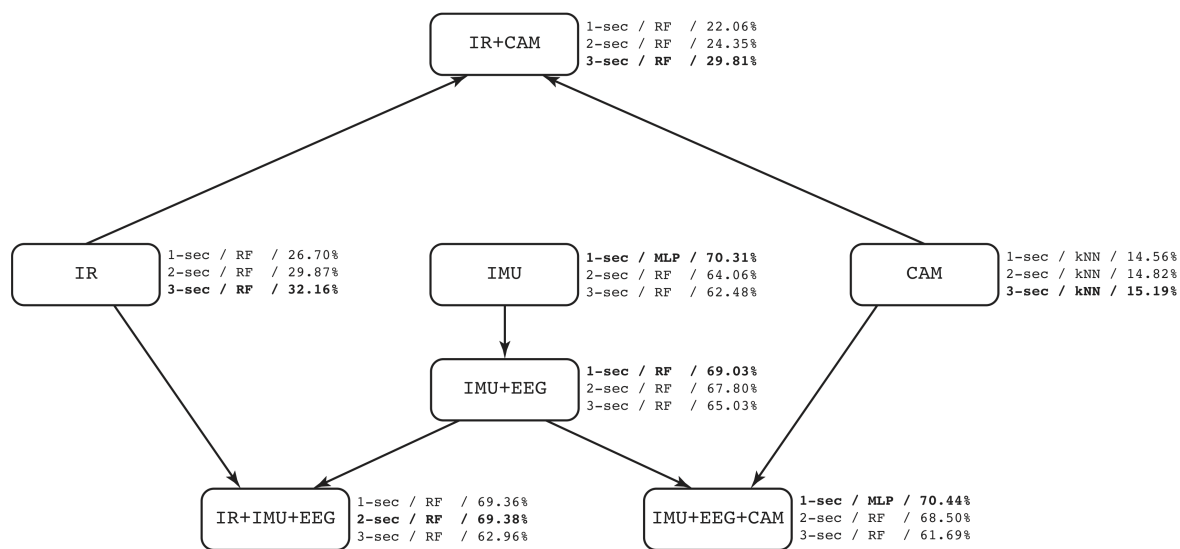 IR+CAM
1-sec / RF / 22.06%
2-sec / RF / 24.35%
3-sec / RF / 29.81%
IR
1-sec / RF / 26.70%
2-sec / RF / 29.87%
3-sec / RF / 32.16%
IMU
1-sec / MLP / 70.31%
2-sec / RF / 64.06%
3-sec / RF / 62.48%
CAM
1-sec / kNN / 14.56%
2-sec / kNN / 14.82%
3-sec / kNN / 15.19%
IMU+EEG
1-sec / RF / 69.03%
2-sec / RF / 67.80%
3-sec / RF / 65.03%
IR+IMU+EEG
1-sec / RF / 69.36%
2-sec / RF / 69.38%
3-sec / RF / 62.96%
IMU+EEG+CAM
1-sec / MLP / 70.44%
2-sec / RF / 68.50%
3-sec / RF / 61.69%